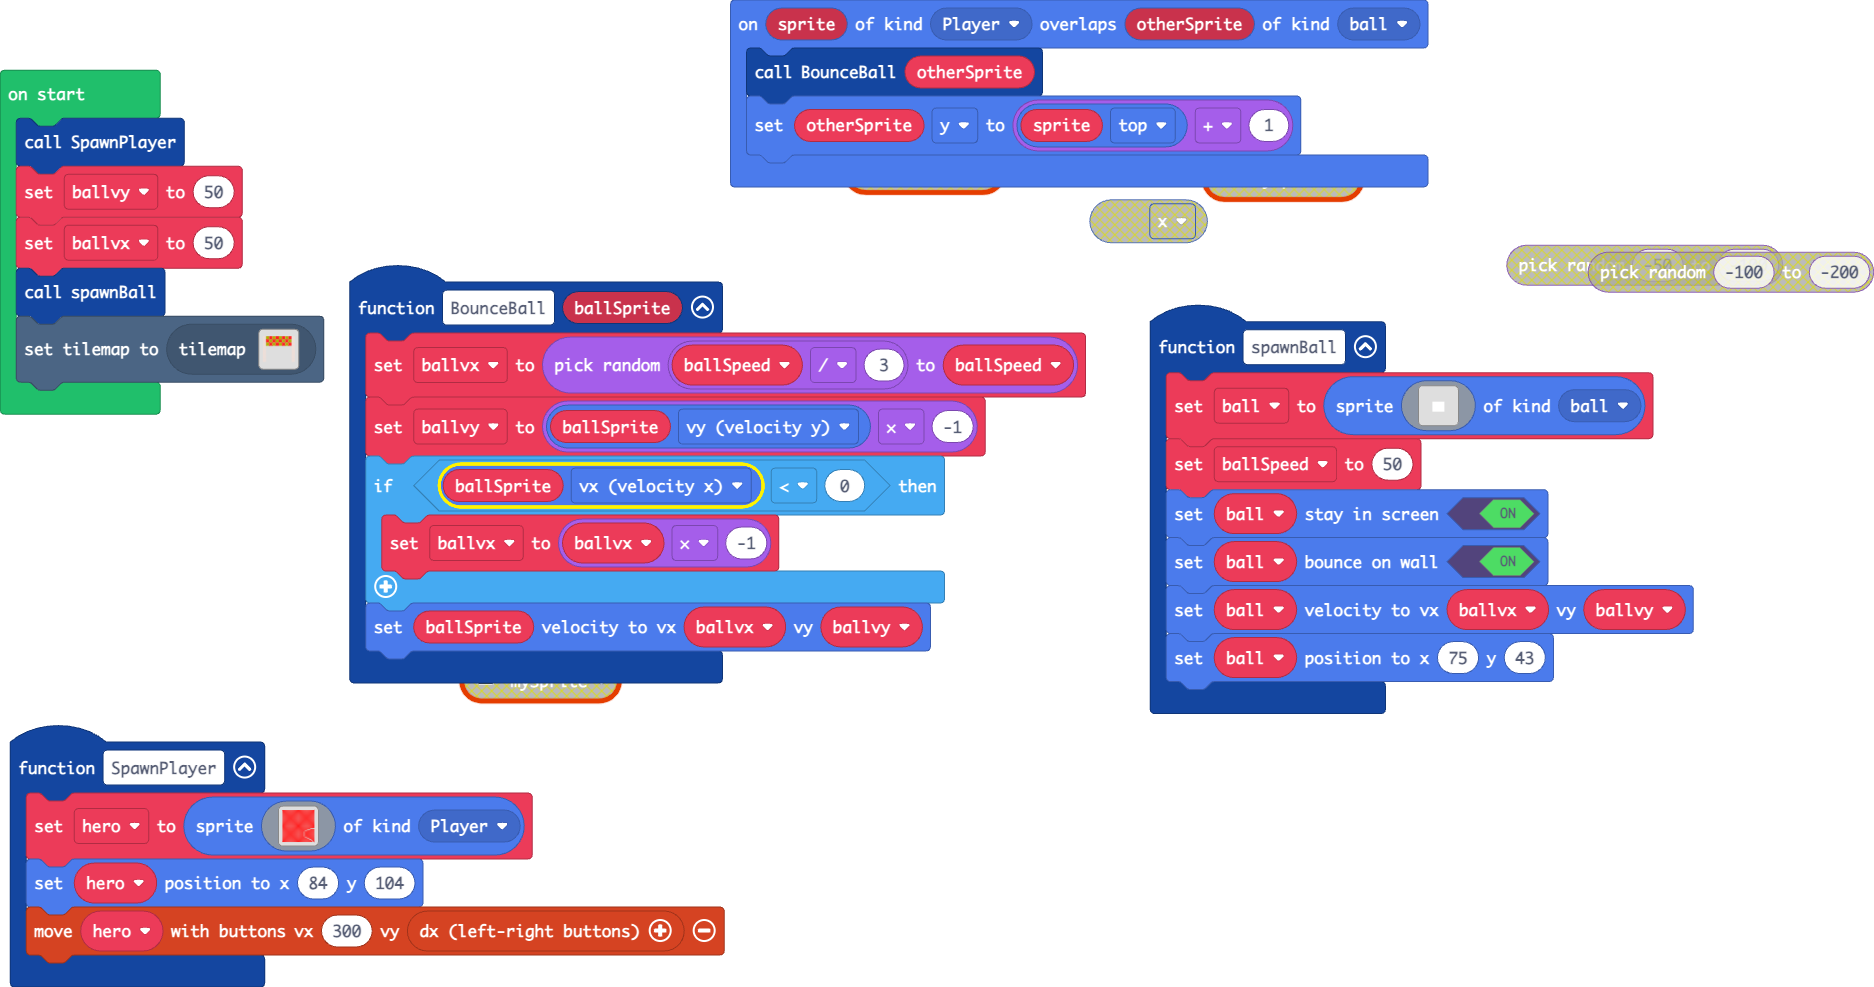 on sprite of kind Player overlaps otherSprite of kind ball
call BounceBall otherSprite
set otherSprite y to sprite top + 1
on start
call SpawnPlayer
set ballvy to 50
set ballvx to 50
call spawnBall
set tilemap to tilemap
x
pick random -50 to
pick random -100 to -200
function BounceBall ballSprite
set ballvx to pick random ballSpeed / 3 to ballSpeed
set ballvy to ballSprite vy (velocity y) × -1
if ballSprite vx (velocity x) < 0 then
set ballvx to ballvx × -1
set ballSprite velocity to vx ballvx vy ballvy
mySprite
function spawnBall
set ball to sprite of kind ball
set ballSpeed to 50
set ball stay in screen ON
set ball bounce on wall ON
set ball velocity to vx ballvx vy ballvy
set ball position to x 75 y 43
function SpawnPlayer
set hero to sprite of kind Player
set hero position to x 84 y 104
move hero with buttons vx 300 vy dx (left-right buttons)